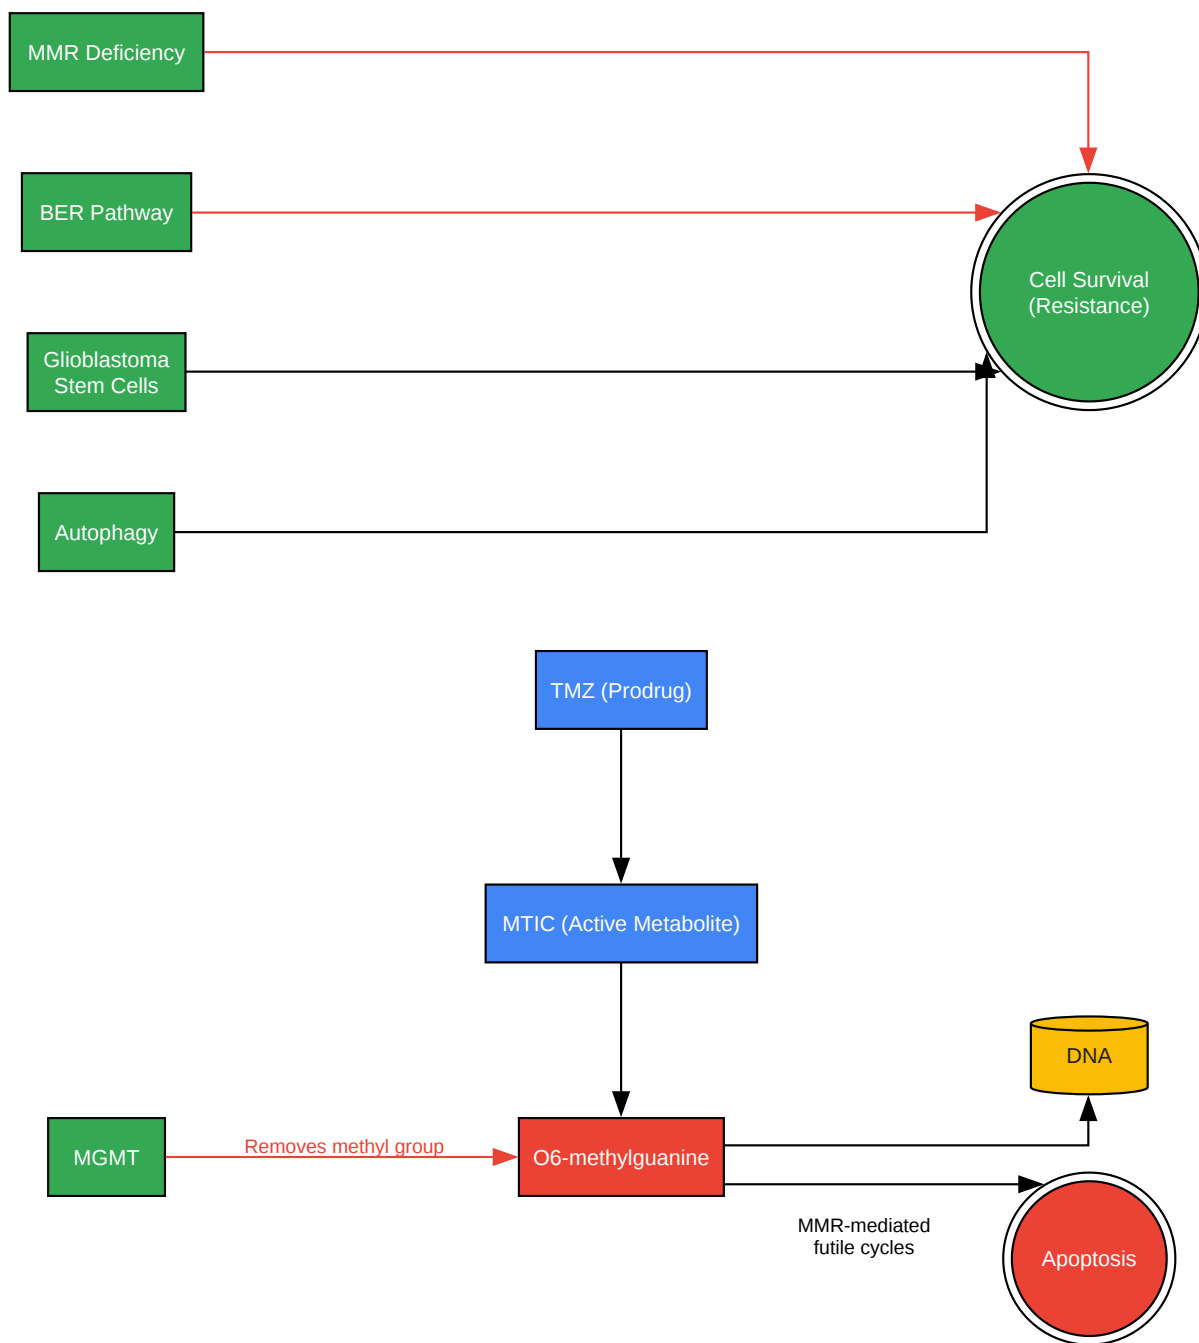 MMR Deficiency
BER Pathway
Cell Survival
(Resistance)
Glioblastoma
Stem Cells
Autophagy
TMZ (Prodrug)
MTIC (Active Metabolite)
DNA
MGMT
Removes methyl group
O6-methylguanine
MMR-mediated
futile cycles
Apoptosis